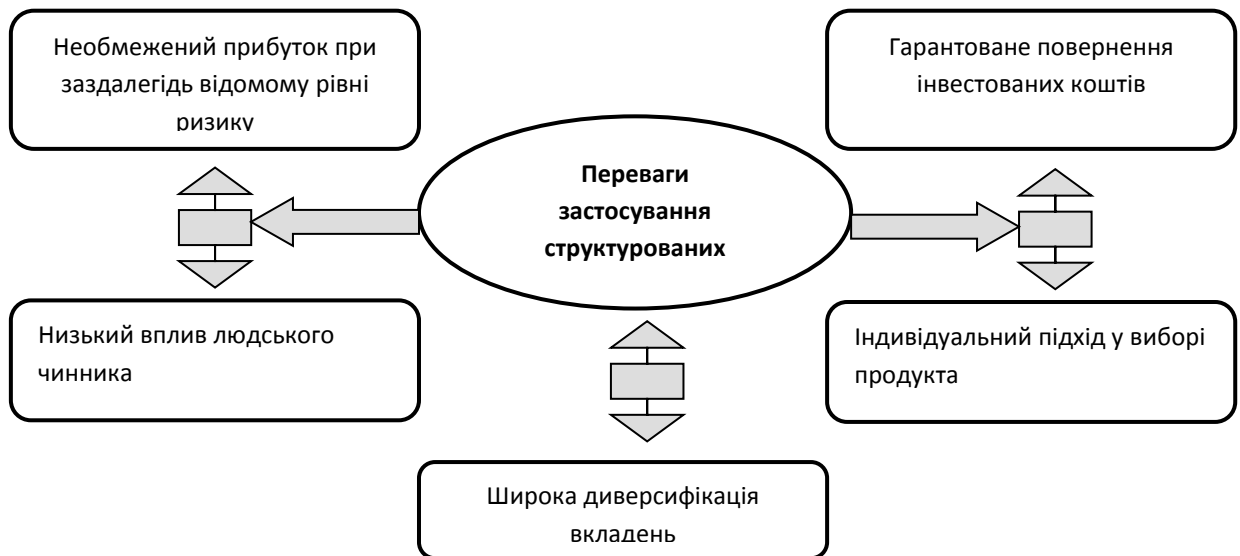 Необмежений прибуток при
заздалегідь відомому рівні
ризику
Гарантоване повернення
інвестованих коштів
Переваги
застосування
структурованих
Низький вплив людського
чинника
Індивідуальний підхід у виборі
продукта
Широка диверсифікація
вкладень